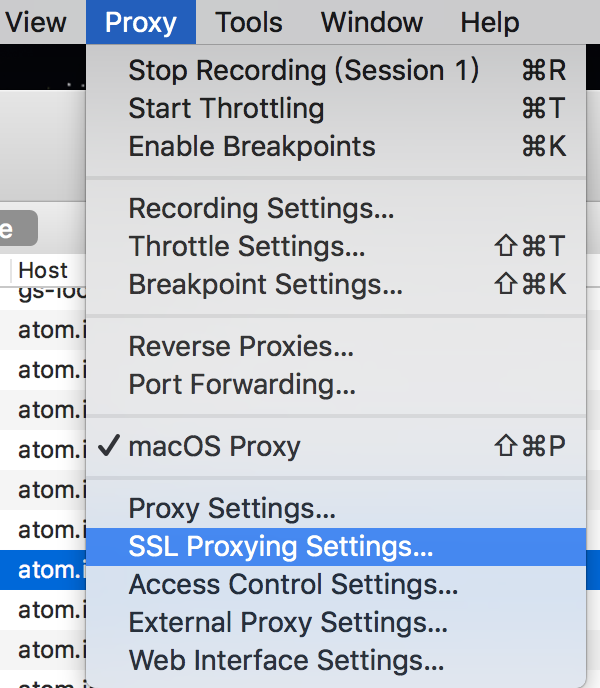 View Proxy Tools Window Help
Stop Recording (Session 1) ⌘R
Start Throttling ⌘T
Enable Breakpoints ⌘K
Recording Settings...
Throttle Settings... ⇧⌘T
Breakpoint Settings... ⇧⌘K
Reverse Proxies...
Port Forwarding...
✓ macOS Proxy ⇧⌘P
Proxy Settings...
SSL Proxying Settings...
Access Control Settings...
External Proxy Settings...
Web Interface Settings...
Host
atom.i
atom.i
atom.i
atom.i
atom.i
atom.i
atom.i
atom.i
atom.i